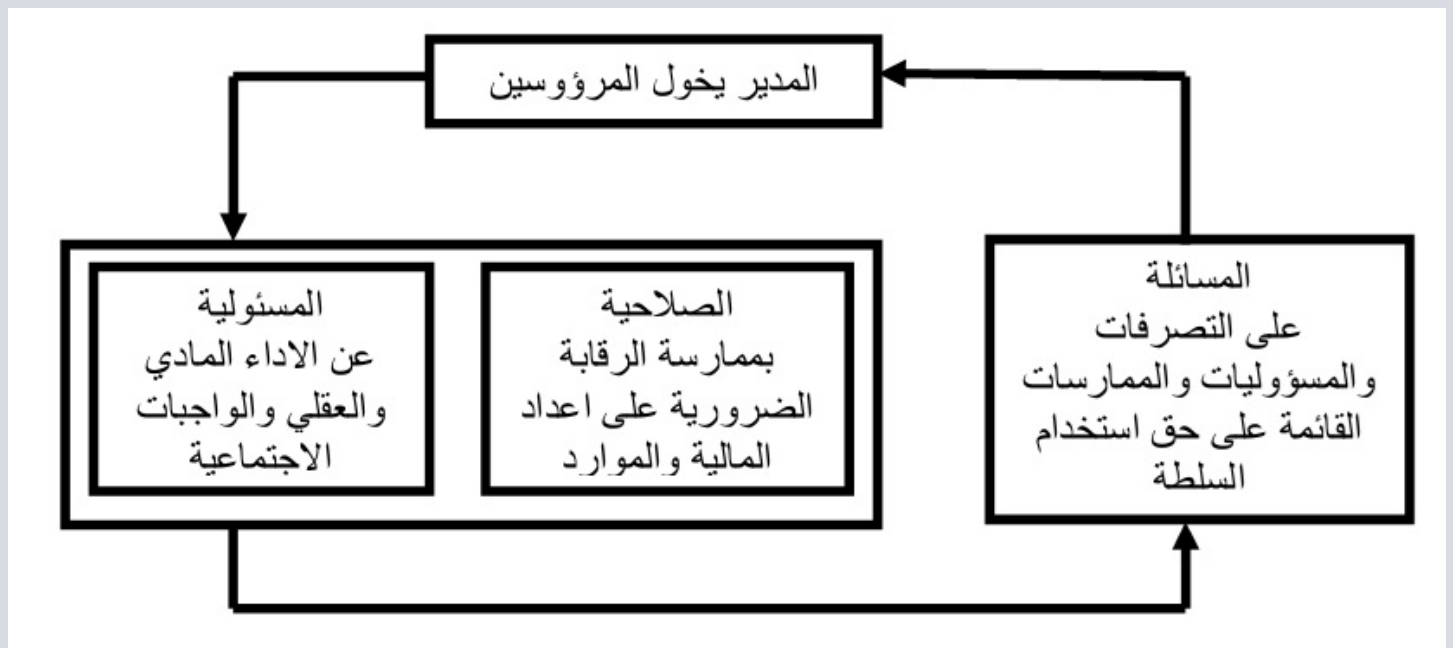 المدير يخول المرؤوسين
المسائلة
على التصرفات
والمسؤوليات والممارسات
القائمة على حق استخدام
السلطة
الصلاحية
بممارسة الرقابة
الضرورية على اعداد
المالية والموارد
المسئولية
عن الاداء المادي
والعقلي والواجبات
الاجتماعية